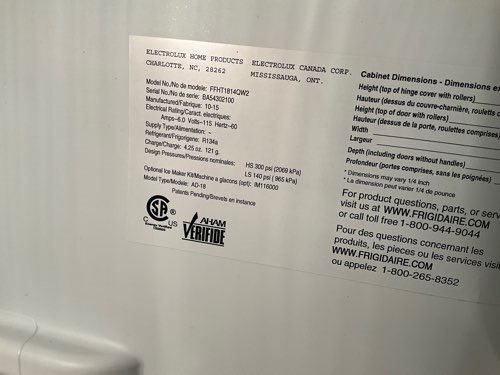 ELECTROLUX HOME PRODUCTS ELECTROLUX CANADA CORP.
CHARLOTTE, NC, 28262 MISSISSAUGA, ONT.
Model No./No de modele: FFHT1814QW2
Serial No./No de serie: BA54302100
Manufactured/Fabrique: 10-15
Electrical Rating/Caract. electriques:
Amps-6.0 Volts-115 Hertz-60
Supply Type/Alimentation: ~
Refrigerant/Frigorigene: R134a
Charge/Charge: 4.25 oz. 121 g.
Design Pressures/Pressions nominales: HS 300 psi (2069 kPa)
LS 140 psi ( 965 kPa)
Optional Ice Maker Kit/Machine a glacons (opt): IM116000
Model Type/Modele: AD-18
Patents Pending/Brevets en instance
SA
®
C US
Energy Verified
AHAM
VERIFIDE
Cabinet Dimensions - Dimensions
Height (top of hinge cover with rollers)
Hauteur (dessus du couvre-charnière, roulettes
Height (top of door with rollers)
Hauteur (dessus de la porte, roulettes comprises)
Width
Largeur
Depth (including doors without handles)
Profondeur (portes comprises, sans les poignées)
* Dimensions may vary 1/4 inch
* La dimension peut varier 1/4 de pouce
For product questions, parts, or
visit us at WWW.FRIGIDAIRE.COM
or call toll free 1-800-944-9044
Pour des questions concernant les
produits, les pieces ou les services
WWW.FRIGIDAIRE.COM
ou appelez 1-800-265-8352